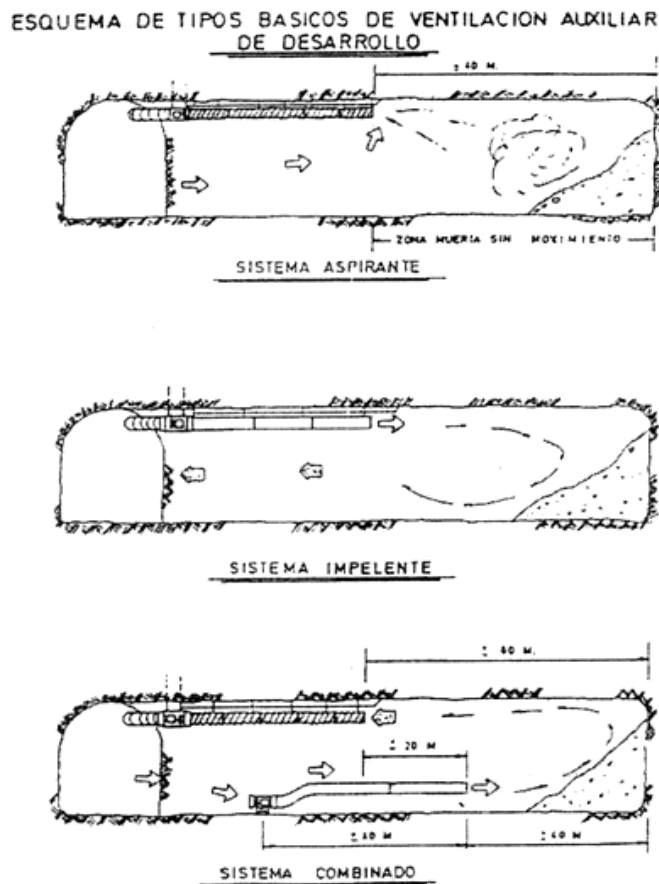 ESQUEMA DE TIPOS BASICOS DE VENTILACION AUXILIAR
DE DESARROLLO
± 40 M.
ZONA MUERTA SIN MOVIMIENTO
SISTEMA ASPIRANTE
SISTEMA IMPELENTE
± 60 M.
± 20 M
± 40 M
± 40 M
SISTEMA COMBINADO